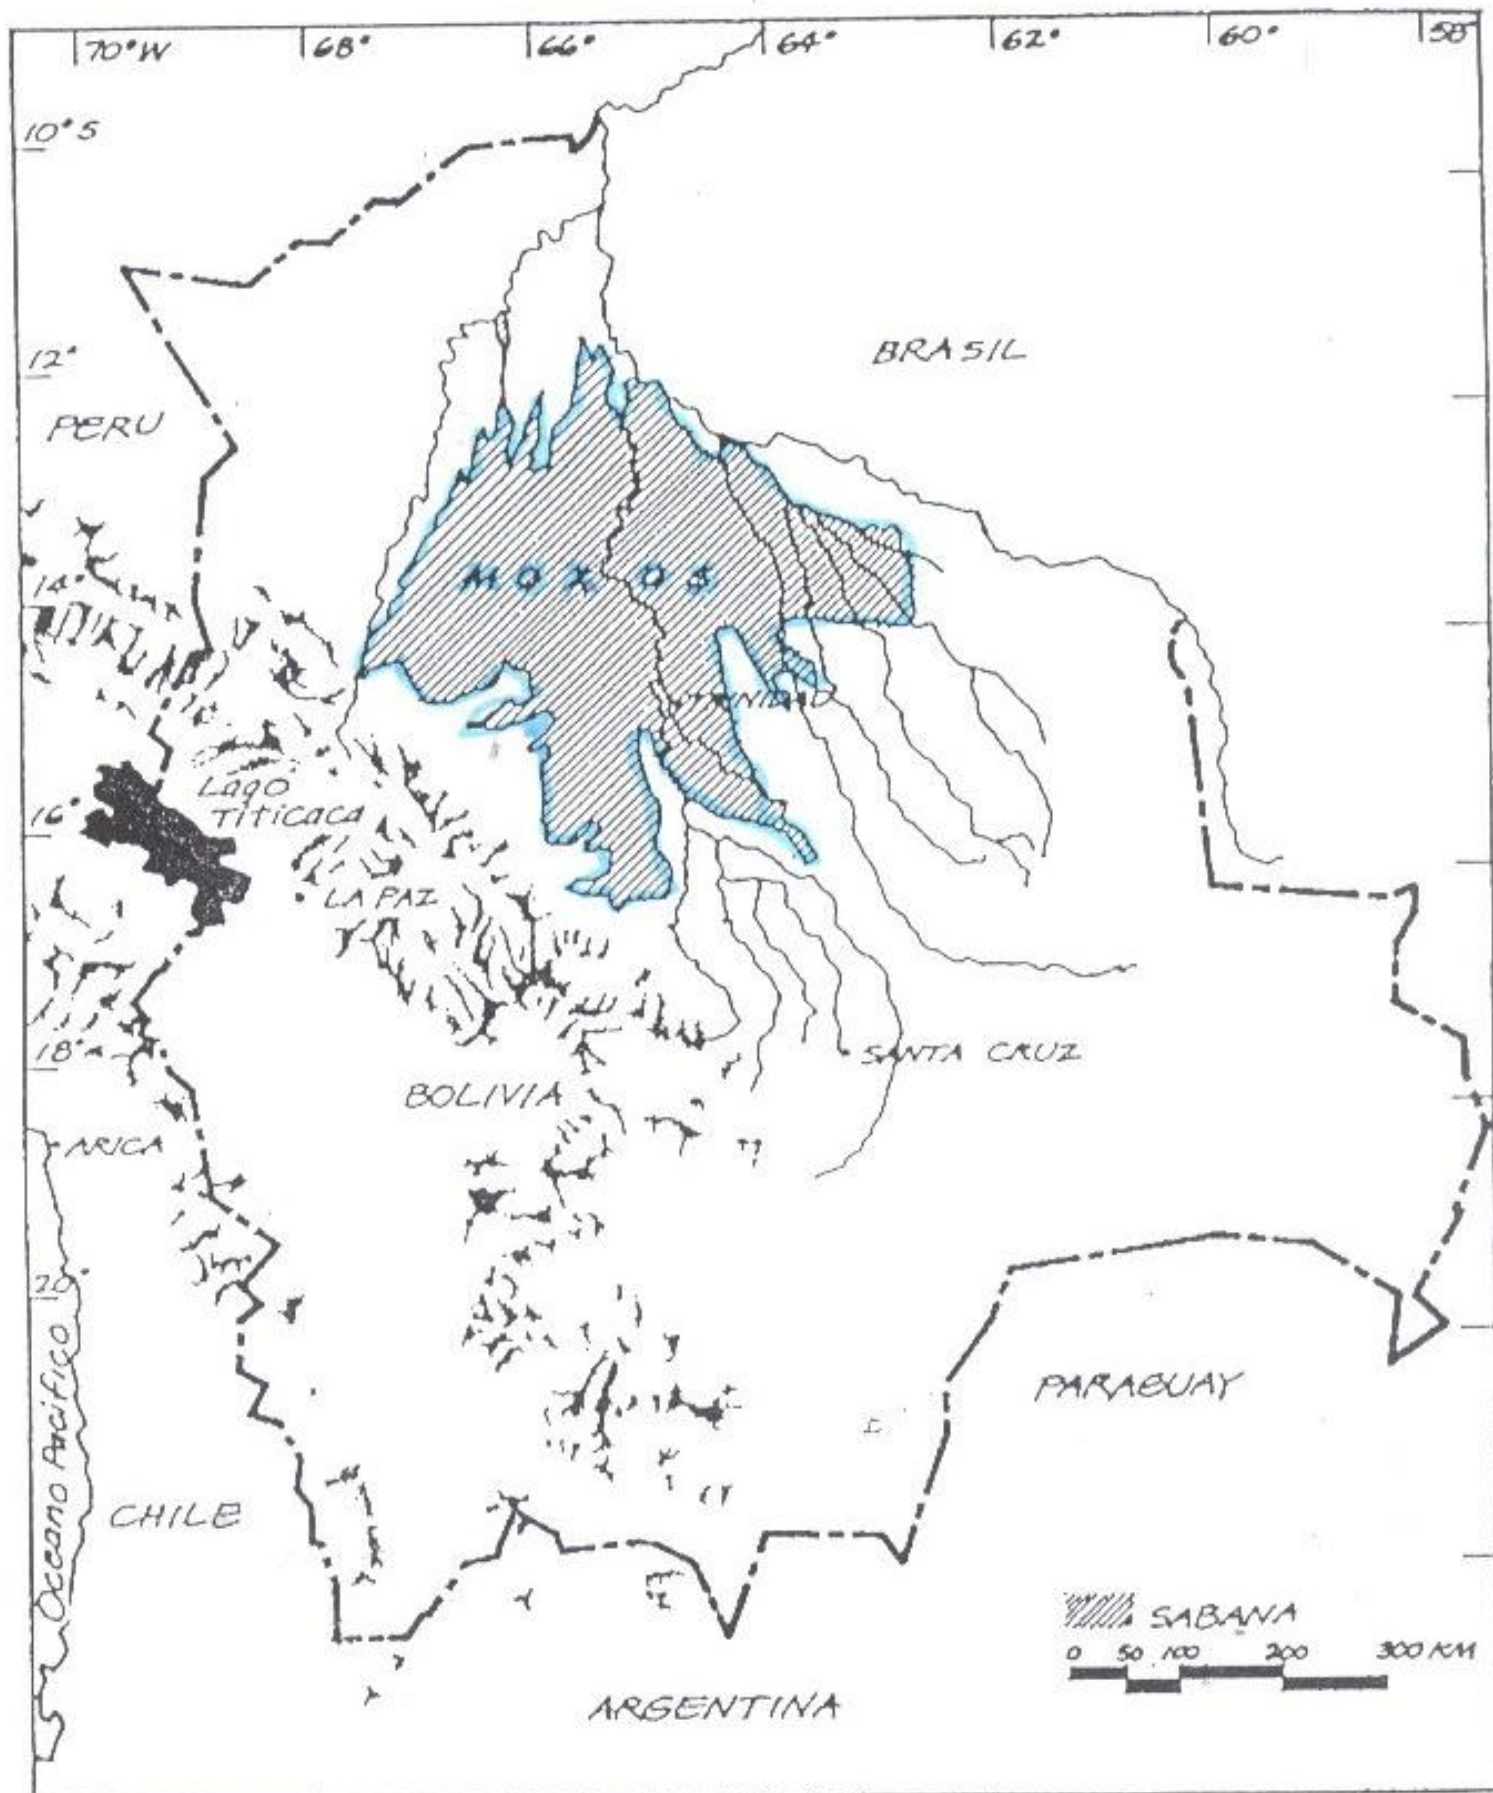 70°W 68° 66° 64° 62° 60° 58°
10°S
12°
BRASIL
PERU
14°
MOXOS
TRINIDAD
Lago
Titicaca
16°
LA PAZ
18°
SANTA CRUZ
BOLIVIA
ARICA
20°
Oceano Pacifico
PARAGUAY
CHILE
SABANA
0 50 100 200 300 KM
ARGENTINA